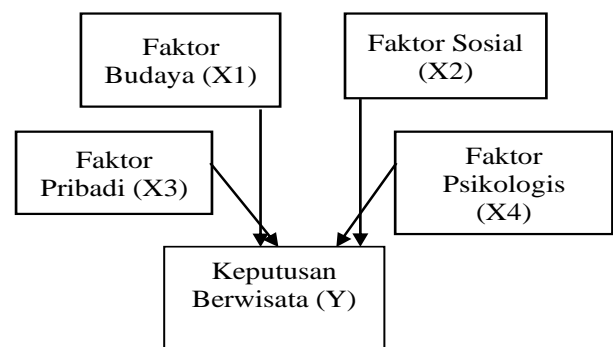 Faktor
Budaya (X1)
Faktor Sosial
(X2)
Faktor
Pribadi (X3)
Faktor
Psikologis
(X4)
Keputusan
Berwisata (Y)